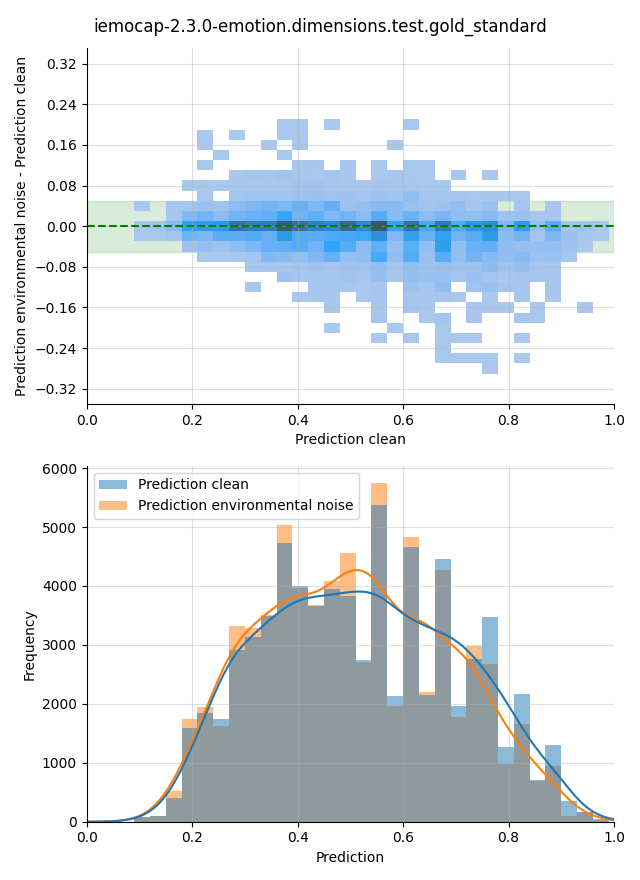 iemocap-2.3.0-emotion.dimensions.test.gold_standard
Prediction environmental noise - Prediction clean
0.32
0.24
0.16
0.08
0.00
−0.08
−0.16
−0.24
−0.32
0.0 0.2 0.4 0.6 0.8 1.0
Prediction clean
Frequency
6000
5000
4000
3000
2000
1000
0
Prediction clean
Prediction environmental noise
0.0 0.2 0.4 0.6 0.8 1.0
Prediction